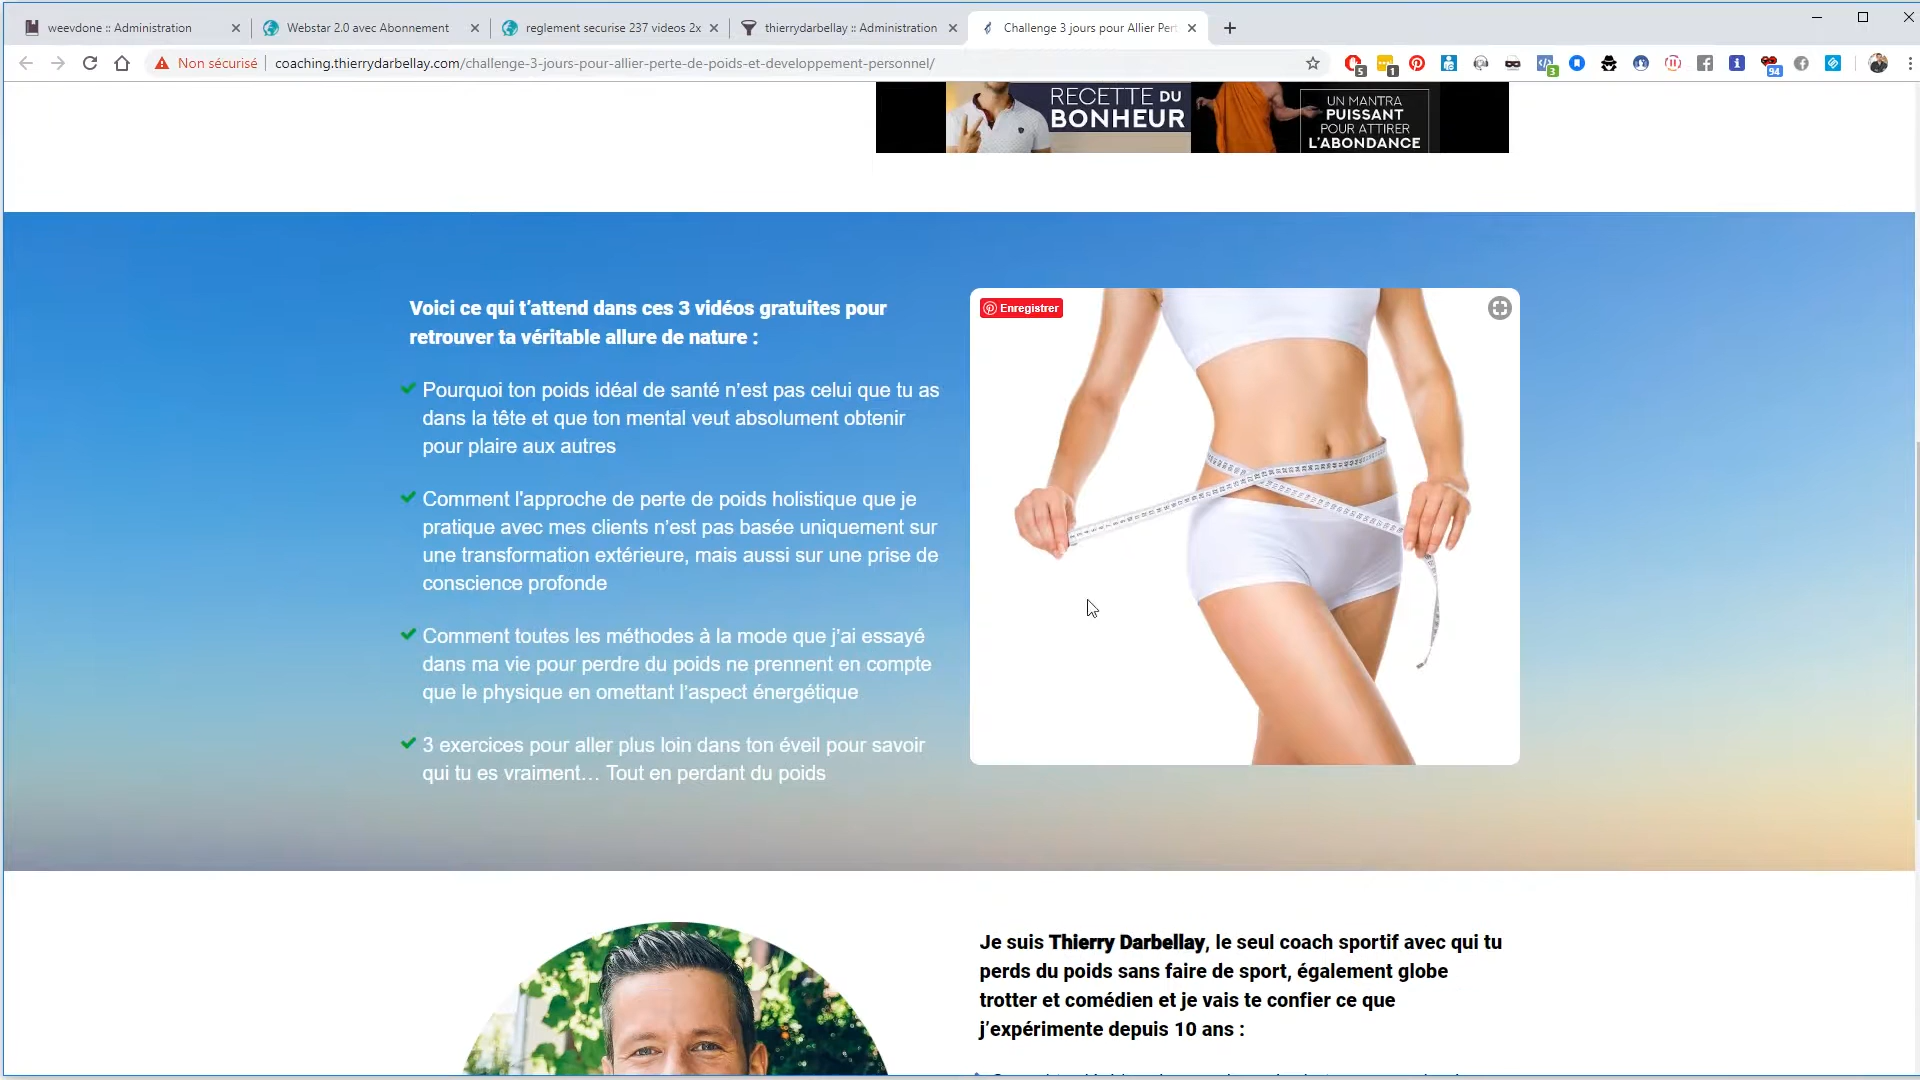 weevdone :: Administration
Webstar 2.0 avec Abonnement
reglement securise 237 videos 2x
thierrydarbellay :: Administration
Challenge 3 jours pour Allier Pert
Non sécurisé
coaching.thierrydarbellay.com/challenge-3-jours-pour-allier-perte-de-poids-et-developpement-personnel/
5
1
3
94
RECETTE DU
BONHEUR
UN MANTRA
PUISSANT
POUR ATTIRER
L'ABONDANCE
Voici ce qui t’attend dans ces 3 vidéos gratuites pour
retrouver ta véritable allure de nature :
Pourquoi ton poids idéal de santé n’est pas celui que tu as
dans la tête et que ton mental veut absolument obtenir
pour plaire aux autres
Comment l'approche de perte de poids holistique que je
pratique avec mes clients n’est pas basée uniquement sur
une transformation extérieure, mais aussi sur une prise de
conscience profonde
Comment toutes les méthodes à la mode que j’ai essayé
dans ma vie pour perdre du poids ne prennent en compte
que le physique en omettant l’aspect énergétique
3 exercices pour aller plus loin dans ton éveil pour savoir
qui tu es vraiment… Tout en perdant du poids
Enregistrer
Je suis Thierry Darbellay, le seul coach sportif avec qui tu
perds du poids sans faire de sport, également globe
trotter et comédien et je vais te confier ce que
j’expérimente depuis 10 ans :